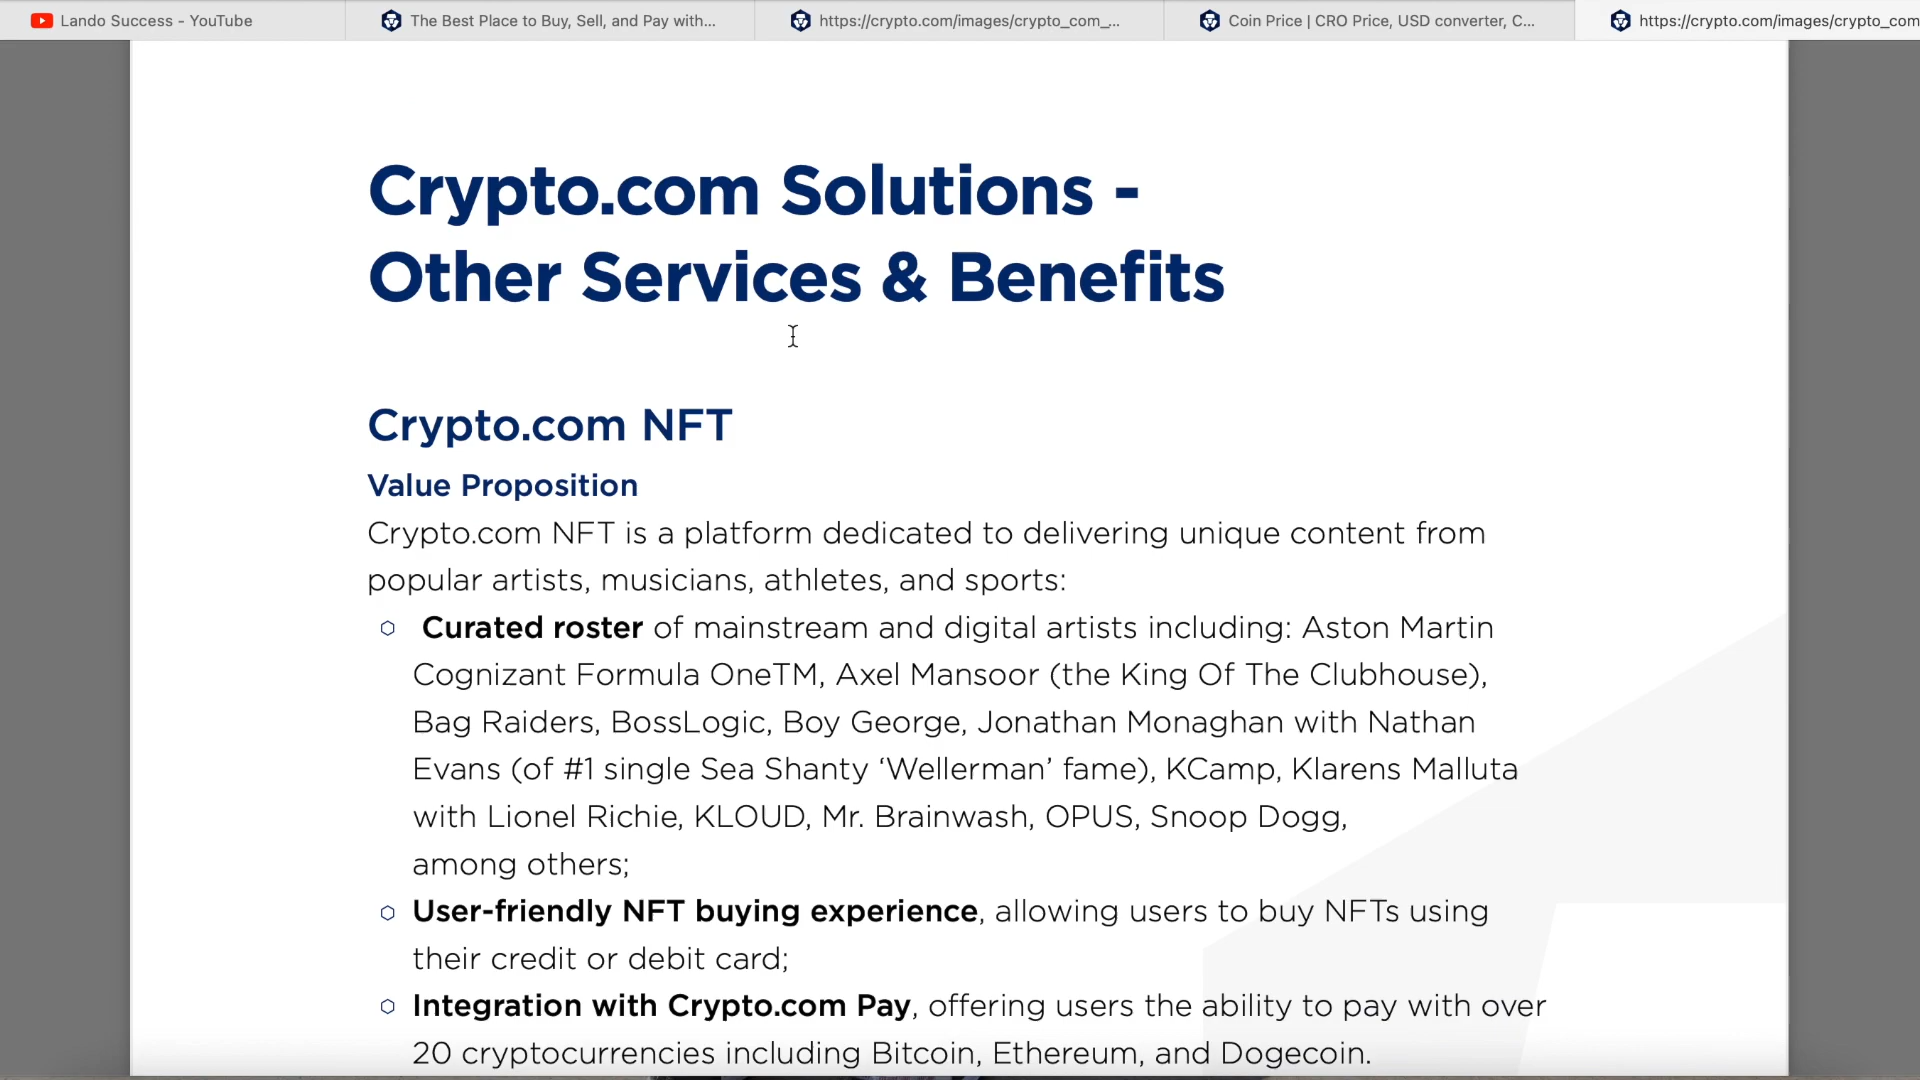 Lando Success - YouTube
The Best Place to Buy, Sell, and Pay with...
https://crypto.com/images/crypto_com_...
Coin Price | CRO Price, USD converter, C...
https://crypto.com/images/crypto_com
Crypto.com Solutions -
Other Services & Benefits
Crypto.com NFT
Value Proposition
Crypto.com NFT is a platform dedicated to delivering unique content from
popular artists, musicians, athletes, and sports:
Curated roster of mainstream and digital artists including: Aston Martin
Cognizant Formula OneTM, Axel Mansoor (the King Of The Clubhouse),
Bag Raiders, BossLogic, Boy George, Jonathan Monaghan with Nathan
Evans (of #1 single Sea Shanty ‘Wellerman’ fame), KCamp, Klarens Malluta
with Lionel Richie, KLOUD, Mr. Brainwash, OPUS, Snoop Dogg,
among others;
User-friendly NFT buying experience, allowing users to buy NFTs using
their credit or debit card;
Integration with Crypto.com Pay, offering users the ability to pay with over
20 cryptocurrencies including Bitcoin, Ethereum, and Dogecoin.